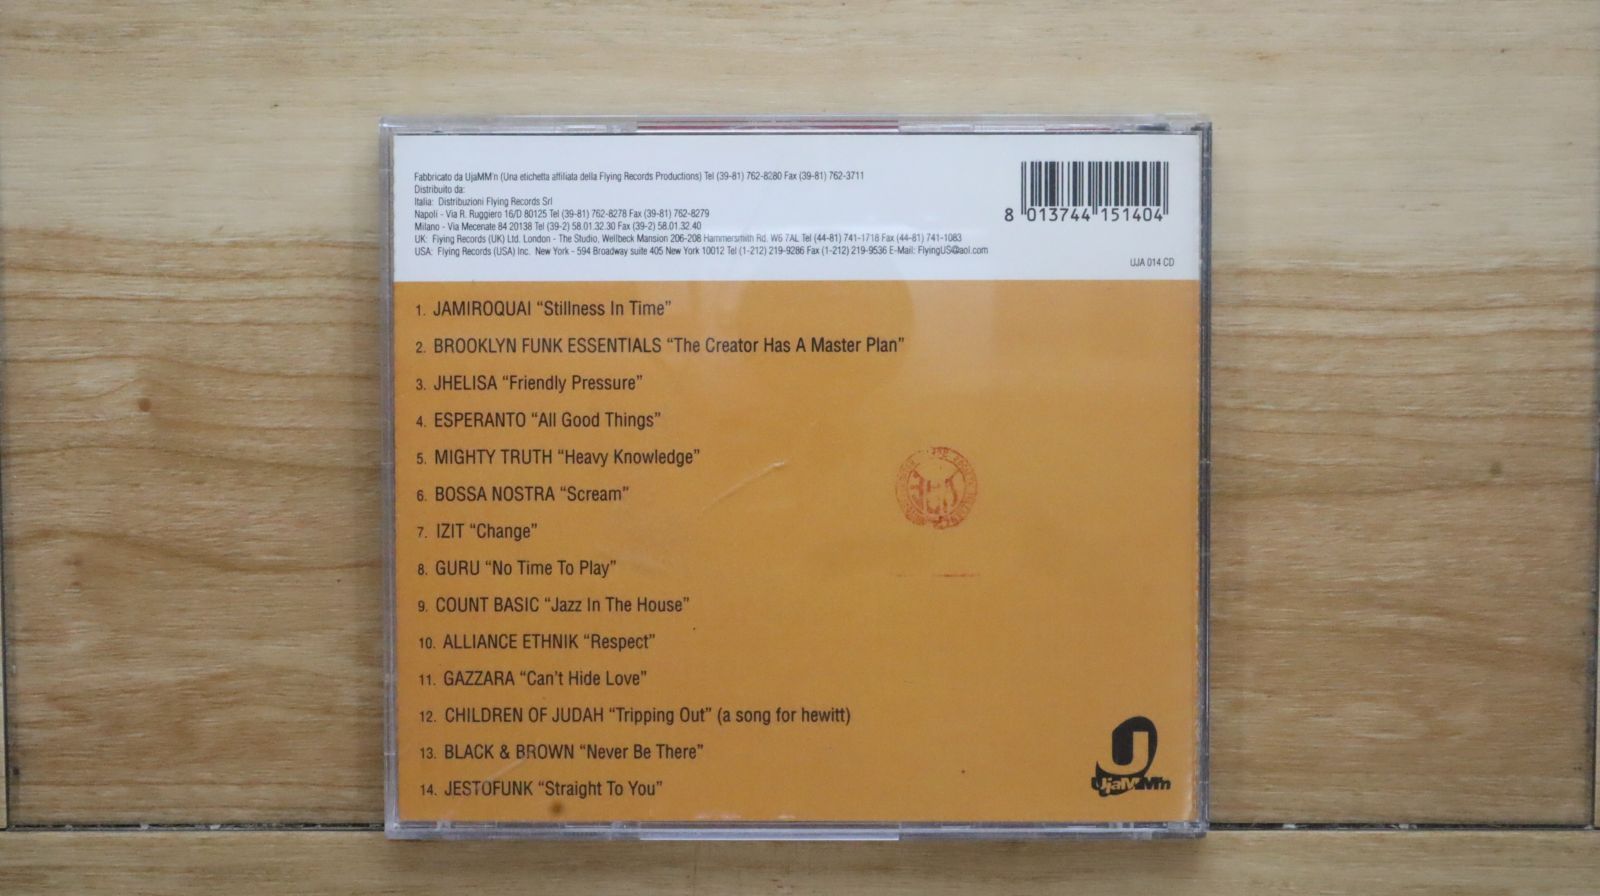 Fabbricato da UjaMM'n (Una etichetta affiliata della Flying Records Productions) Tel (39-81) 762-8280 Fax (39-81) 762-3711
Distribuito da:
Italia: Distribuzioni Flying Records Srl
Napoli - Via R. Ruggiero 16/D 80125 Tel (39-81) 762-8278 Fax (39-81) 762-8279
Milano - Via Mecenate 84 20138 Tel (39-2) 58.01.32.30 Fax (39-2) 58.01.32.40
UK: Flying Records (UK) Ltd. London - The Studio, Wellbeck Mansion 206-208 Hammersmith Rd. W6 7AL Tel (44-81) 741-1718 Fax (44-81) 741-1083
USA: Flying Records (USA) Inc. New York - 594 Broadway suite 405 New York 10012 Tel (1-212) 219-9286 Fax (1-212) 219-9536 E-Mail: FlyingUS@aol.com
8 013744 151404
UJA 014 CD
1. JAMIROQUAI “Stillness In Time”
2. BROOKLYN FUNK ESSENTIALS “The Creator Has A Master Plan”
3. JHELISA “Friendly Pressure”
4. ESPERANTO “All Good Things”
5. MIGHTY TRUTH “Heavy Knowledge”
6. BOSSA NOSTRA “Scream”
7. IZIT “Change”
8. GURU “No Time To Play”
9. COUNT BASIC “Jazz In The House”
10. ALLIANCE ETHNIK “Respect”
11. GAZZARA “Can't Hide Love”
12. CHILDREN OF JUDAH “Tripping Out” (a song for hewitt)
13. BLACK & BROWN “Never Be There”
14. JESTOFUNK “Straight To You”
U
UjaMM'n